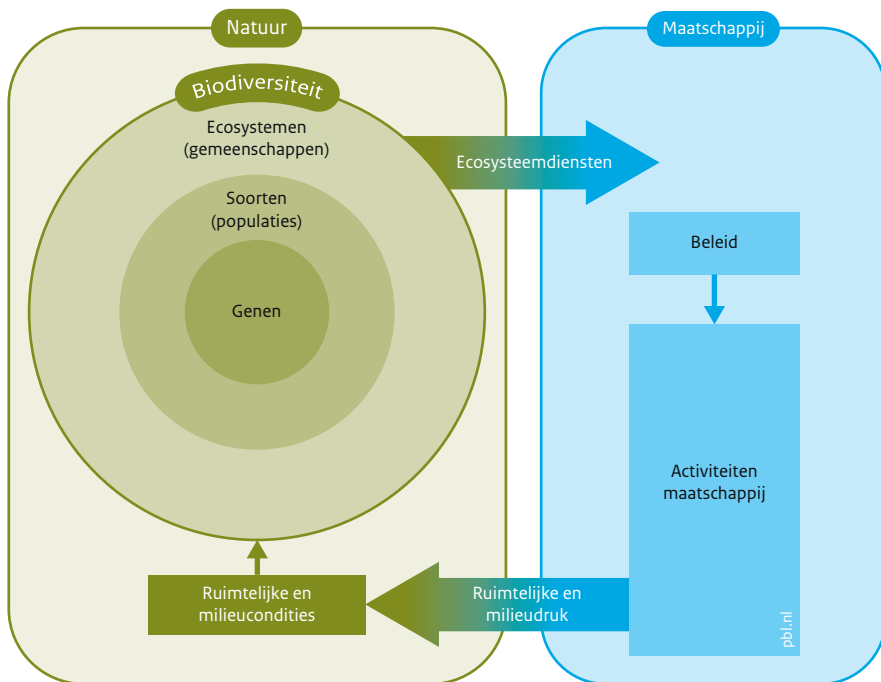 Natuur
Maatschappij
Biodiversiteit
Ecosystemen
(gemeenschappen)
Ecosysteemdiensten
Soorten
(populaties)
Beleid
Genen
Activiteiten
maatschappij
Ruimtelijke en
milieucondities
Ruimtelijke en
milieudruk
pbl.nl